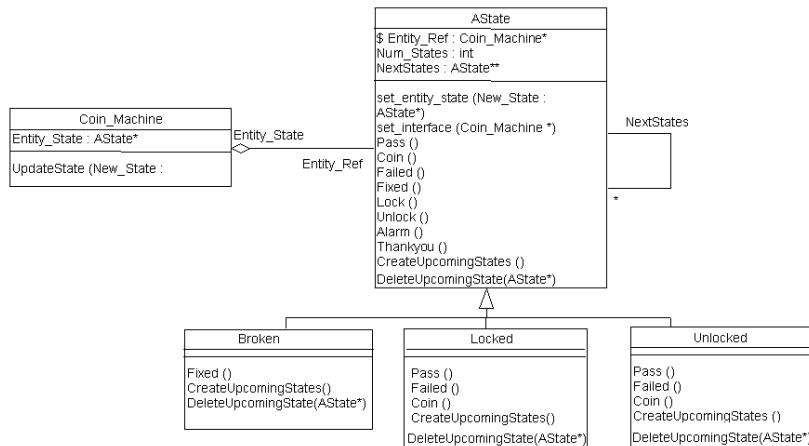 AState
$ Entity_Ref : Coin_Machine*
Num_States : int
NextStates : AState**
set_entity_state (New_State :
AState*)
set_interface (Coin_Machine *)
Pass ()
Coin ()
Failed ()
Fixed ()
Lock ()
Unlock ()
Alarm ()
Thankyou ()
CreateUpcomingStates ()
DeleteUpcomingState(AState*)
Coin_Machine
Entity_State : AState*
UpdateState (New_State :
Entity_State
Entity_Ref
NextStates
*
Broken
Fixed ()
CreateUpcomingStates()
DeleteUpcomingState(AState*)
Locked
Pass ()
Failed ()
Coin ()
CreateUpcomingStates()
DeleteUpcomingState(AState*)
Unlocked
Pass ()
Failed ()
Coin ()
CreateUpcomingStates ()
DeleteUpcomingState(AState*)